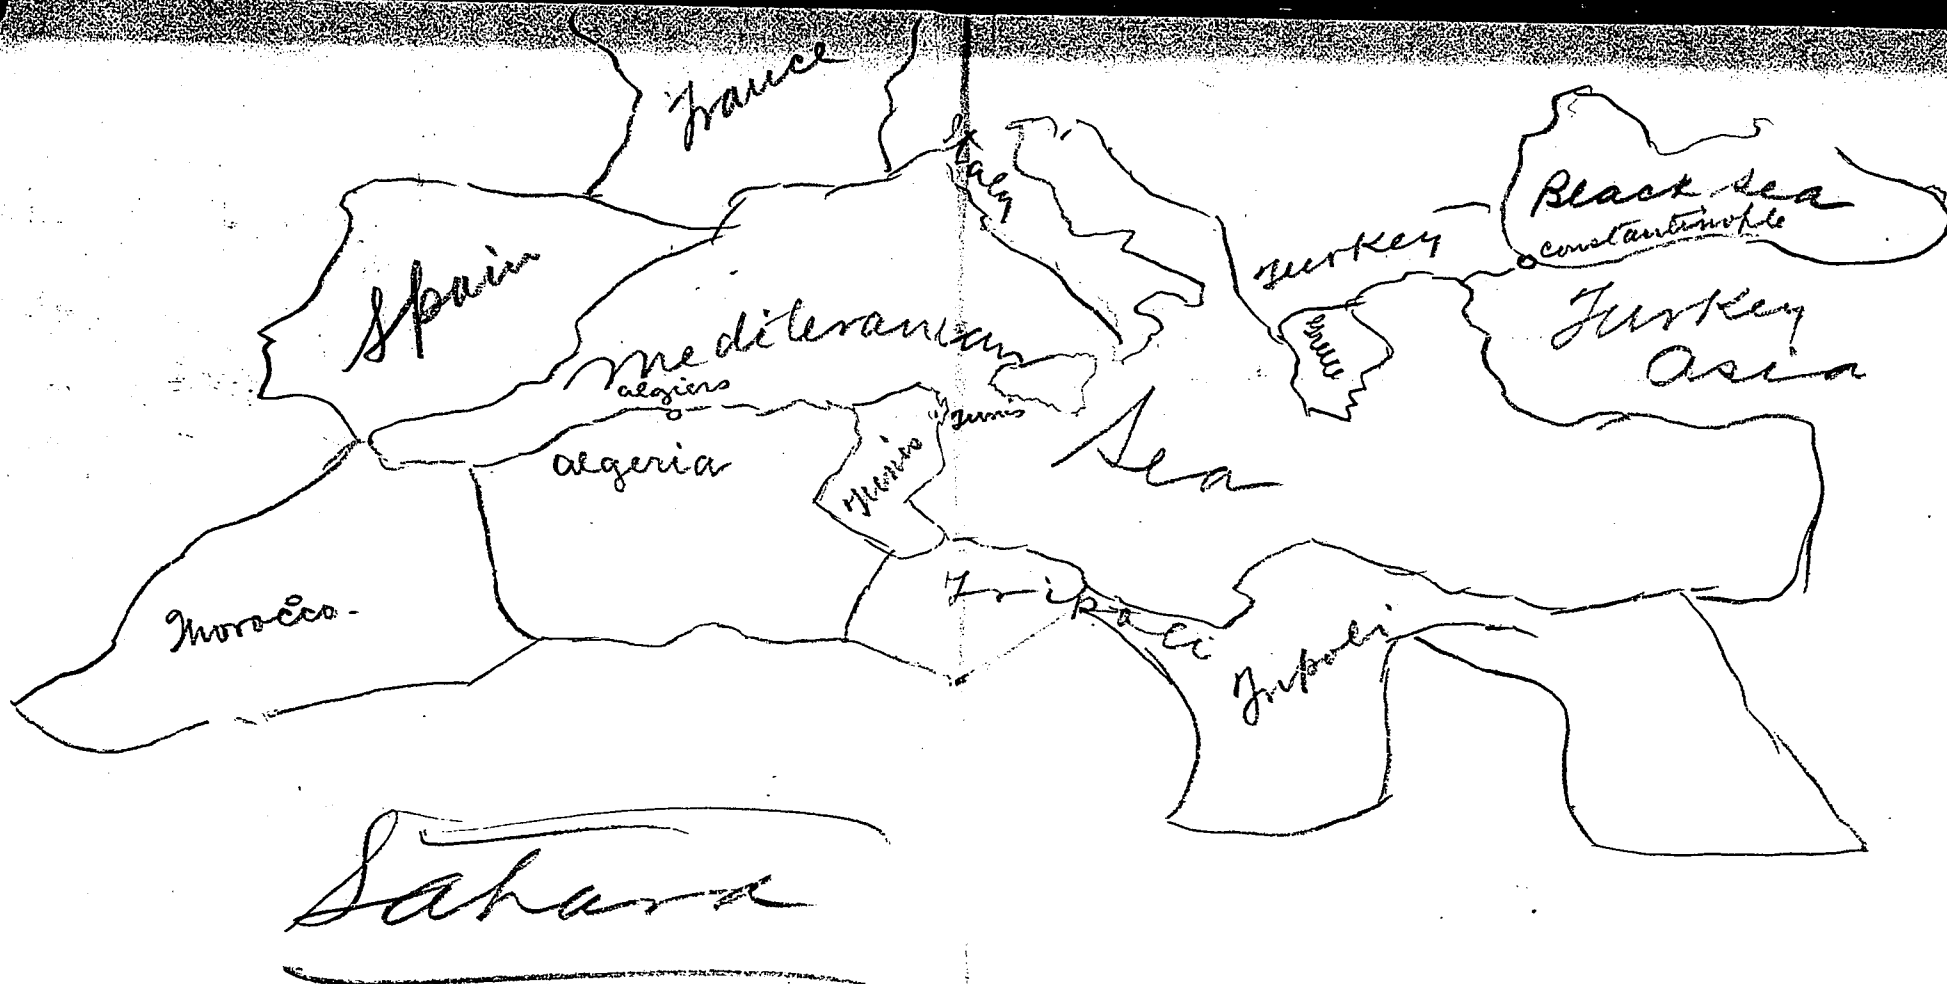 France
Italy
Black Sea
constantinople
Turkey
Spain
Turkey
Asia
Mediteranean
Sea
algiers
Tunis
algeria
Tunis
Tripoli
Morocco-
Tripoli
Sahara